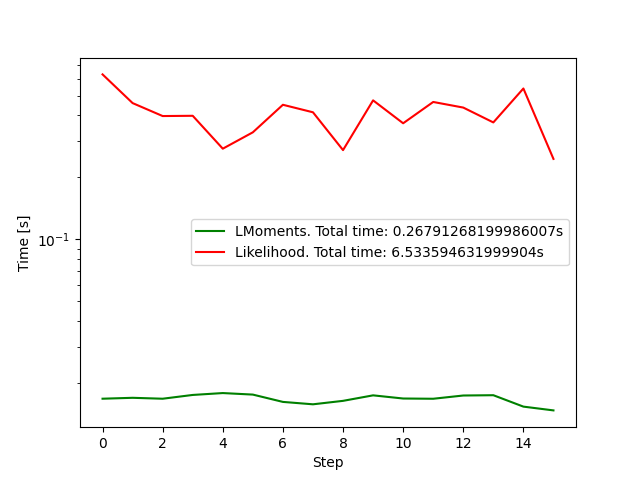 Time [s]
10⁻¹
LMoments. Total time: 0.26791268199986007s
Likelihood. Total time: 6.533594631999904s
0 2 4 6 8 10 12 14
Step